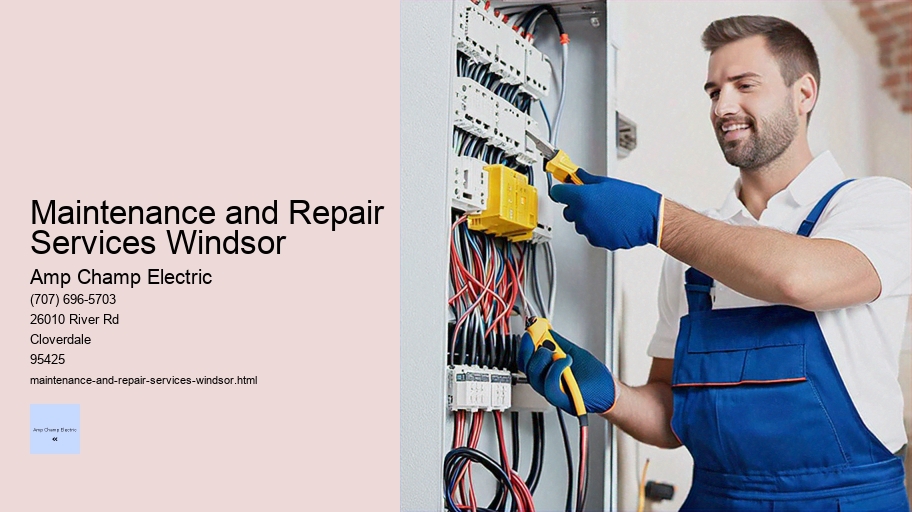 Maintenance and Repair
Services Windsor
Amp Champ Electric
(707) 696-5703
26010 River Rd
Cloverdale
95425
maintenance-and-repair-services-windsor.html
Amp Champ Electric